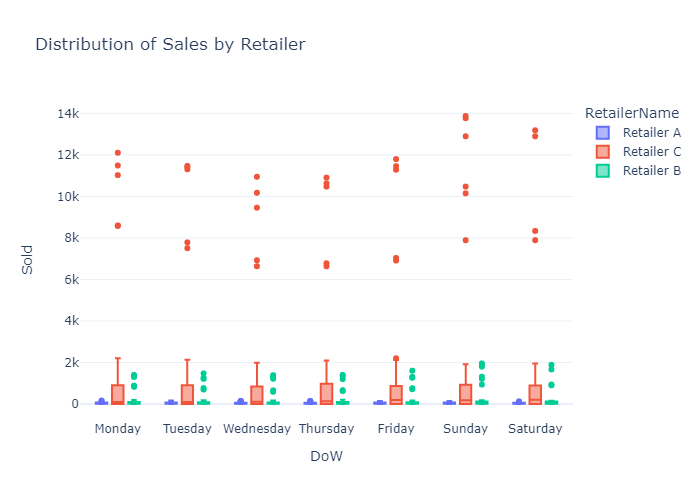 Distribution of Sales by Retailer
RetailerName
Retailer A
Retailer C
Retailer B
14k
12k
10k
8k
6k
4k
2k
0
Sold
Monday Tuesday Wednesday Thursday Friday Sunday Saturday
DoW